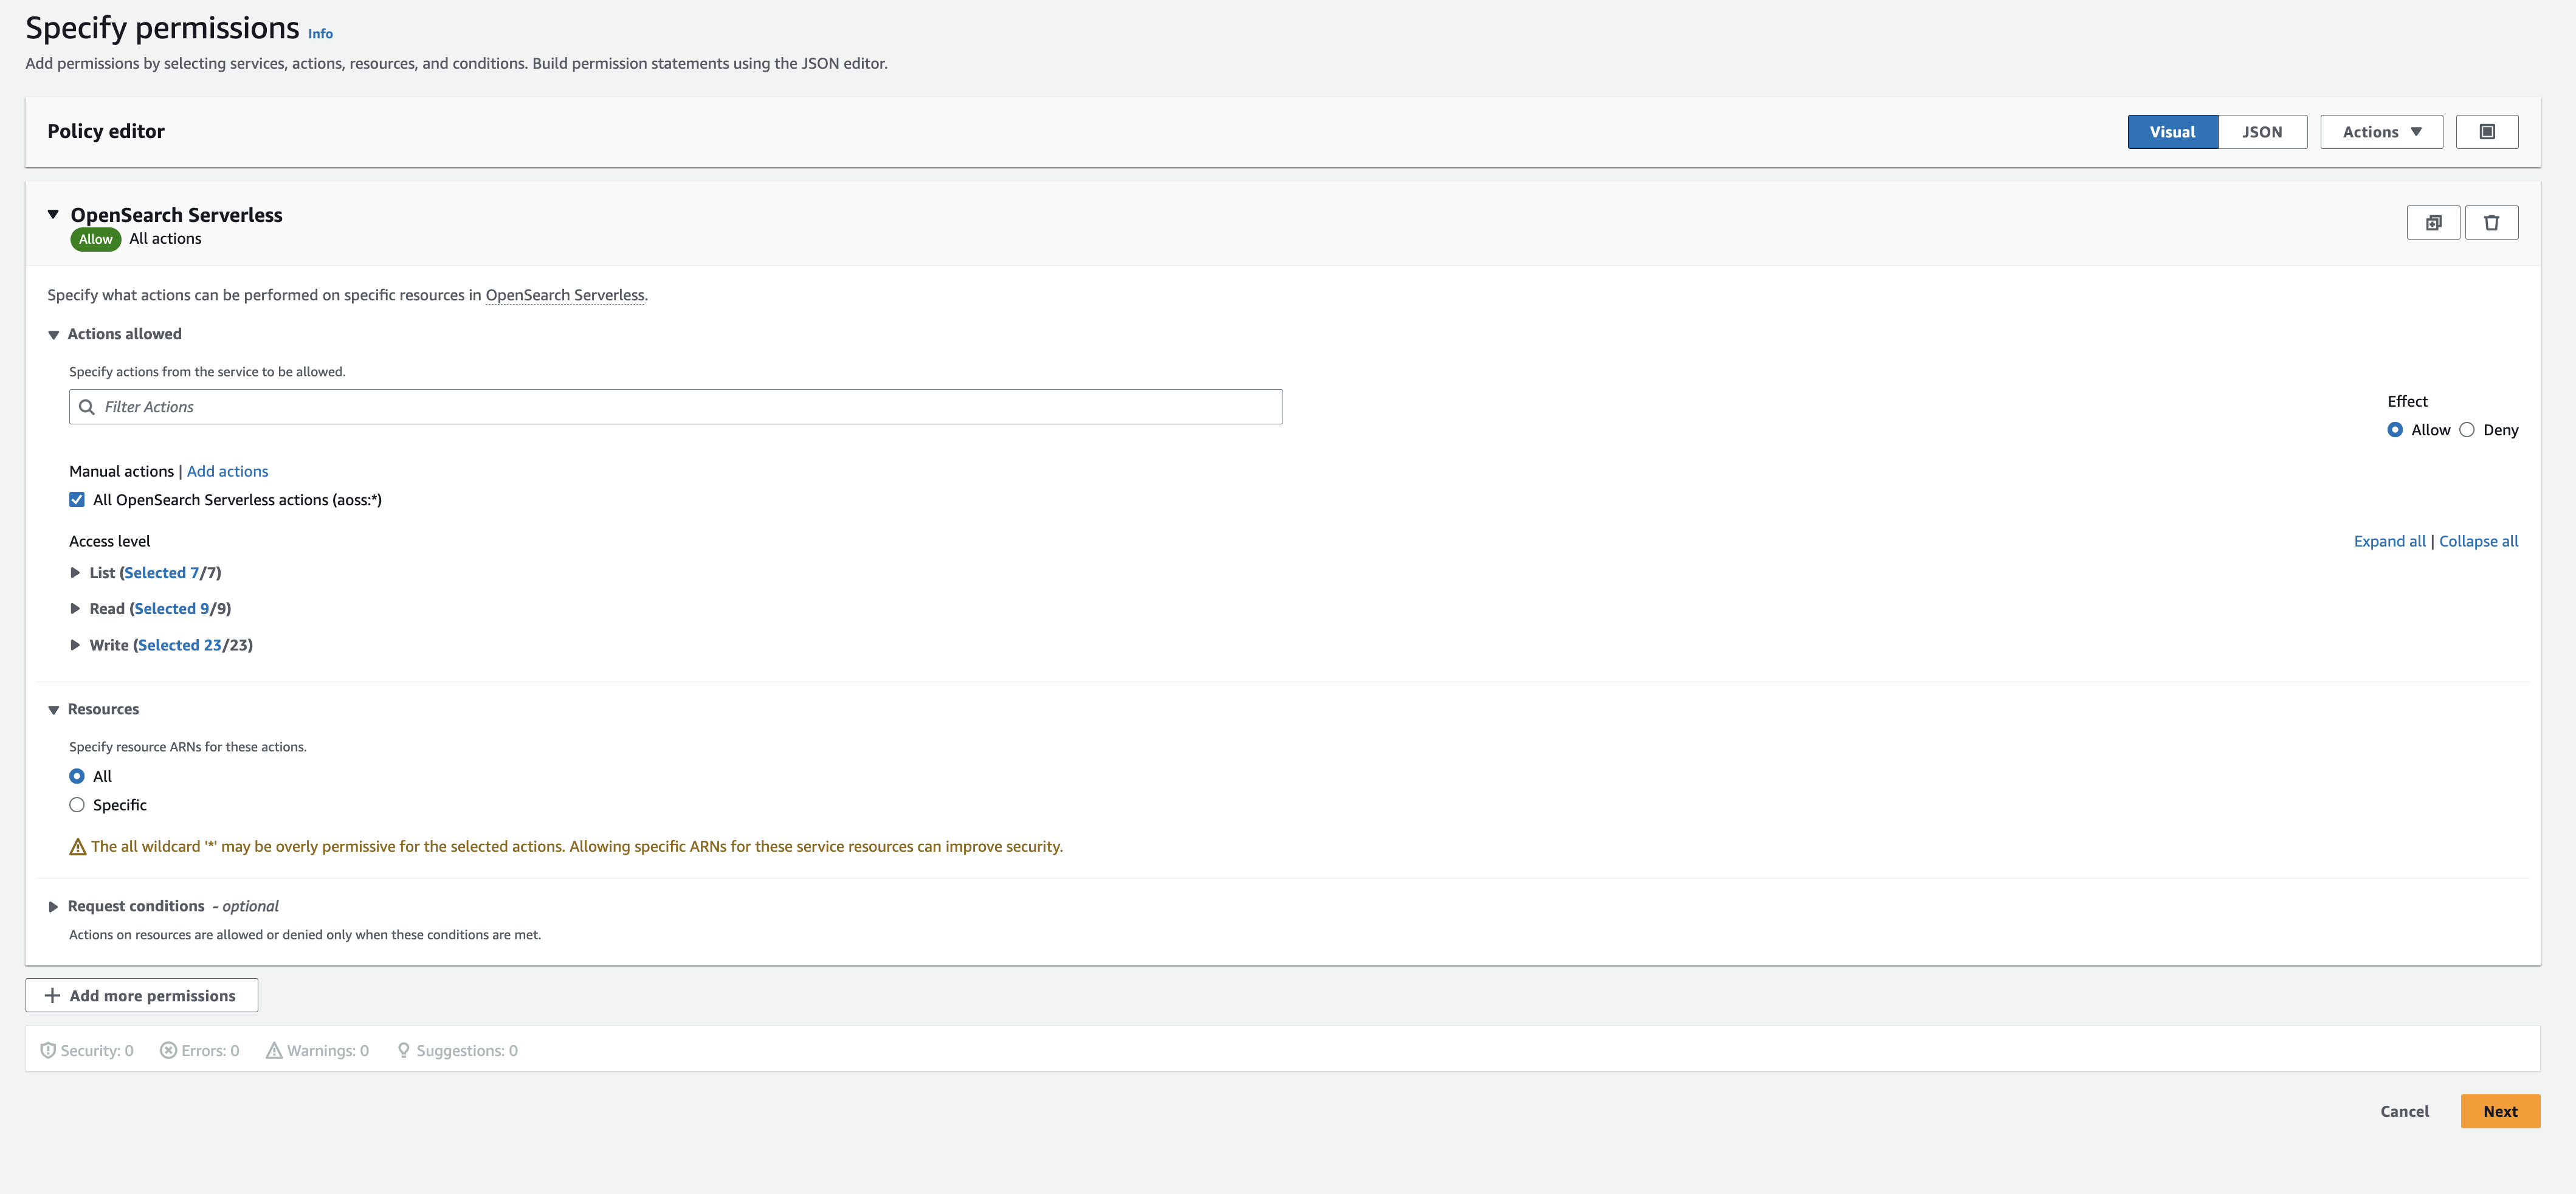 Specify permissions Info
Add permissions by selecting services, actions, resources, and conditions. Build permission statements using the JSON editor.
Policy editor
Visual JSON Actions
OpenSearch Serverless
Allow All actions
Specify what actions can be performed on specific resources in OpenSearch Serverless.
Actions allowed
Specify actions from the service to be allowed.
Filter Actions
Effect
Allow Deny
Manual actions | Add actions
All OpenSearch Serverless actions (aoss:*)
Access level Expand all | Collapse all
List (Selected 7/7)
Read (Selected 9/9)
Write (Selected 23/23)
Resources
Specify resource ARNs for these actions.
All
Specific
The all wildcard '*' may be overly permissive for the selected actions. Allowing specific ARNs for these service resources can improve security.
Request conditions - optional
Actions on resources are allowed or denied only when these conditions are met.
Add more permissions
Security: 0 Errors: 0 Warnings: 0 Suggestions: 0
Cancel Next